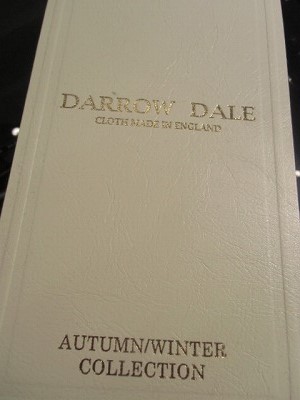 DARROW DALE
CLOTH MADE IN ENGLAND
AUTUMN/WINTER
COLLECTION